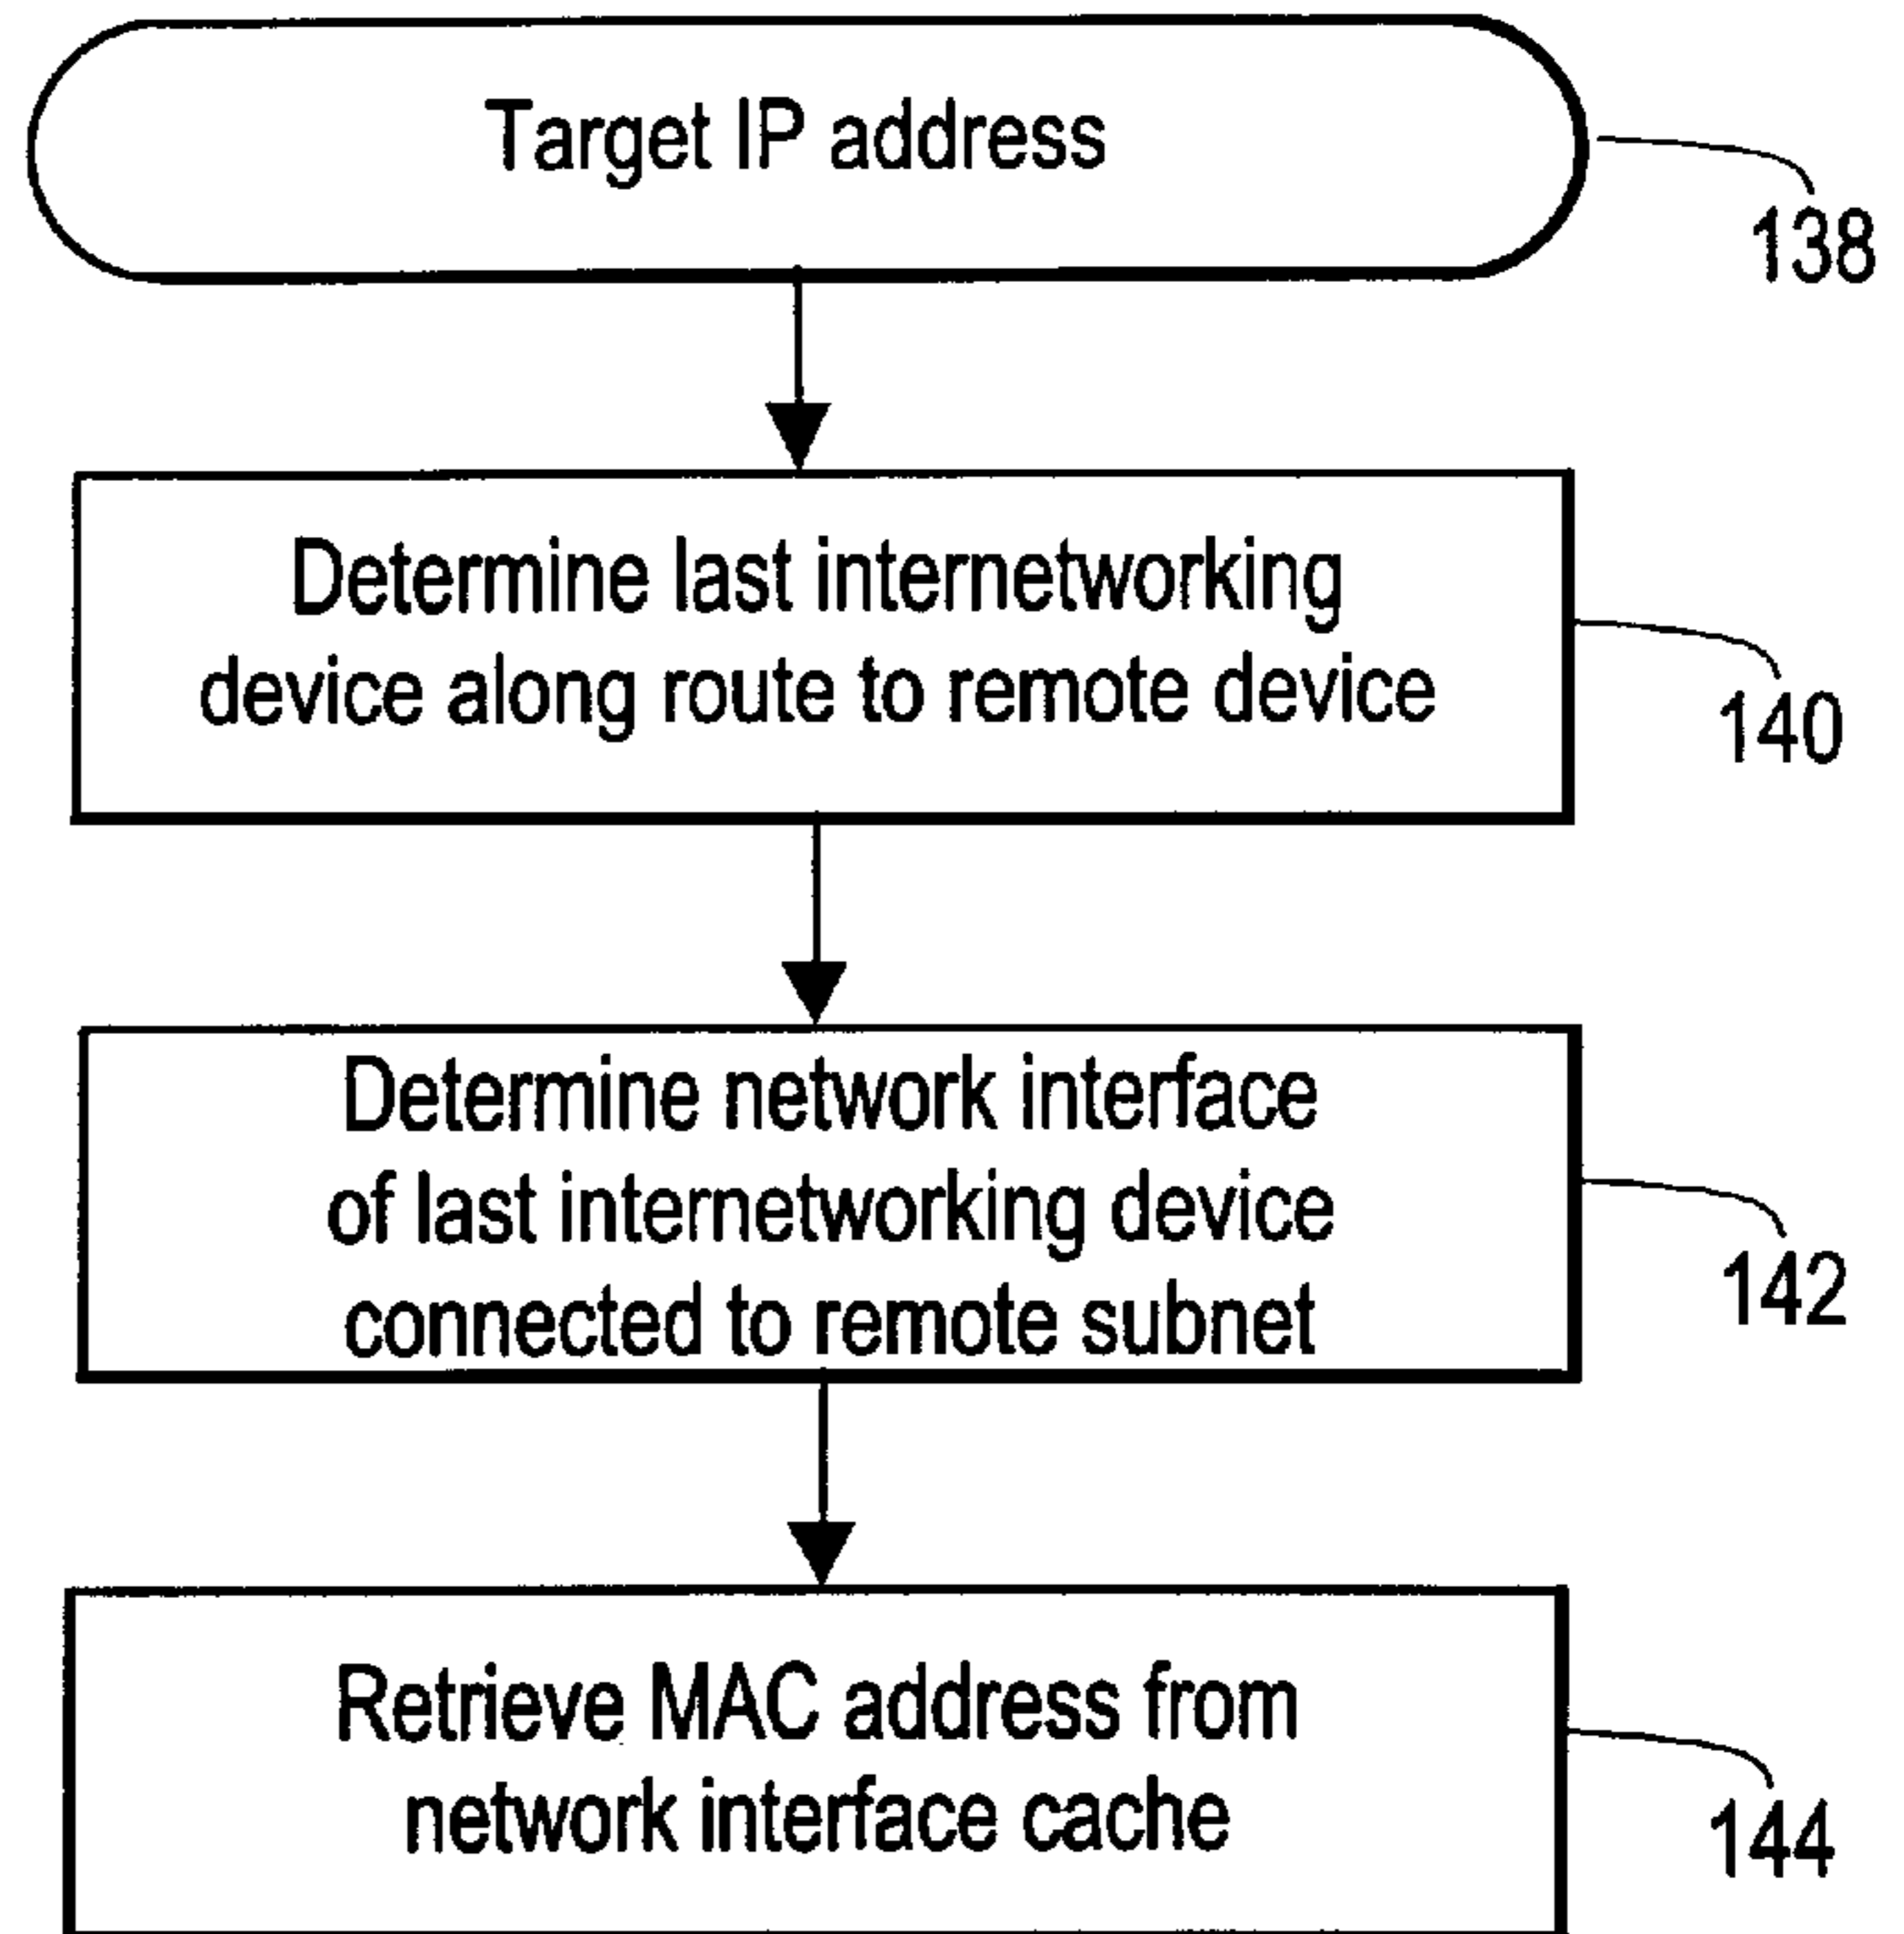 Target IP address
138
Determine last internetworking
device along route to remote device
140
Determine network interface
of last internetworking device
connected to remote subnet
142
Retrieve MAC address from
network interface cache
144